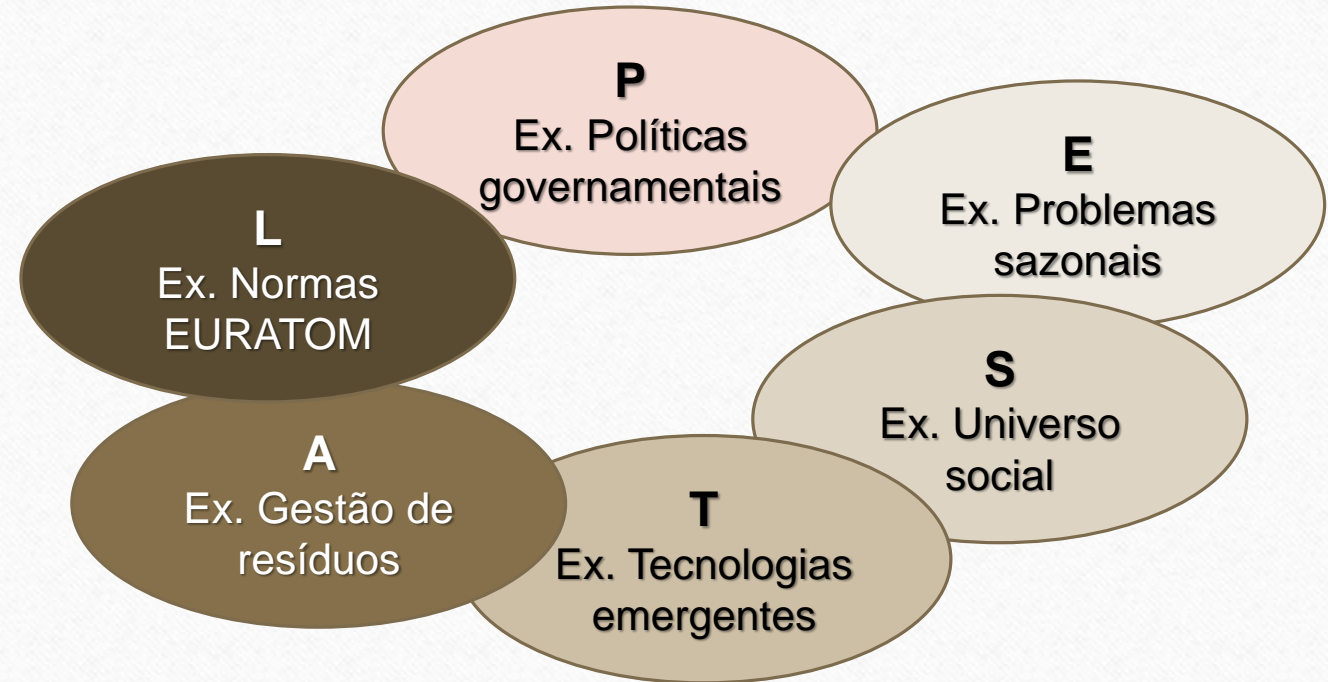 P
Ex. Políticas
governamentais
E
Ex. Problemas
sazonais
S
Ex. Universo
social
T
Ex. Tecnologias
emergentes
A
Ex. Gestão de
resíduos
L
Ex. Normas
EURATOM